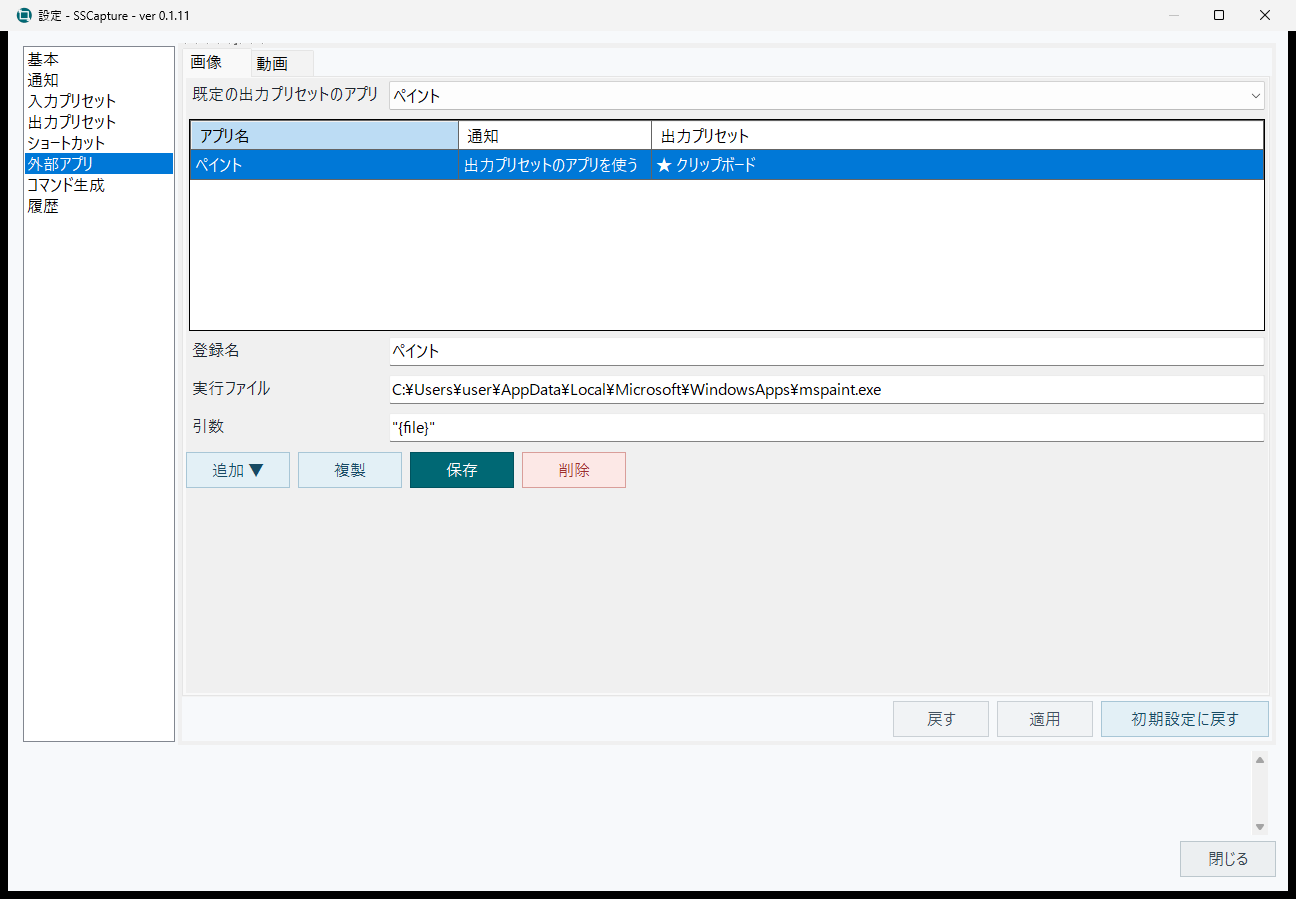 設定 - SSCapture - ver 0.1.11
基本
通知
入力プリセット
出力プリセット
ショートカット
外部アプリ
コマンド生成
履歴
画像 動画
既定の出力プリセットのアプリ ペイント
アプリ名 通知 出力プリセット
ペイント 出力プリセットのアプリを使う ★ クリップボード
登録名 ペイント
実行ファイル C:¥Users¥user¥AppData¥Local¥Microsoft¥WindowsApps¥mspaint.exe
引数 "{file}"
追加▼ 複製 保存 削除
戻す 適用 初期設定に戻す
閉じる